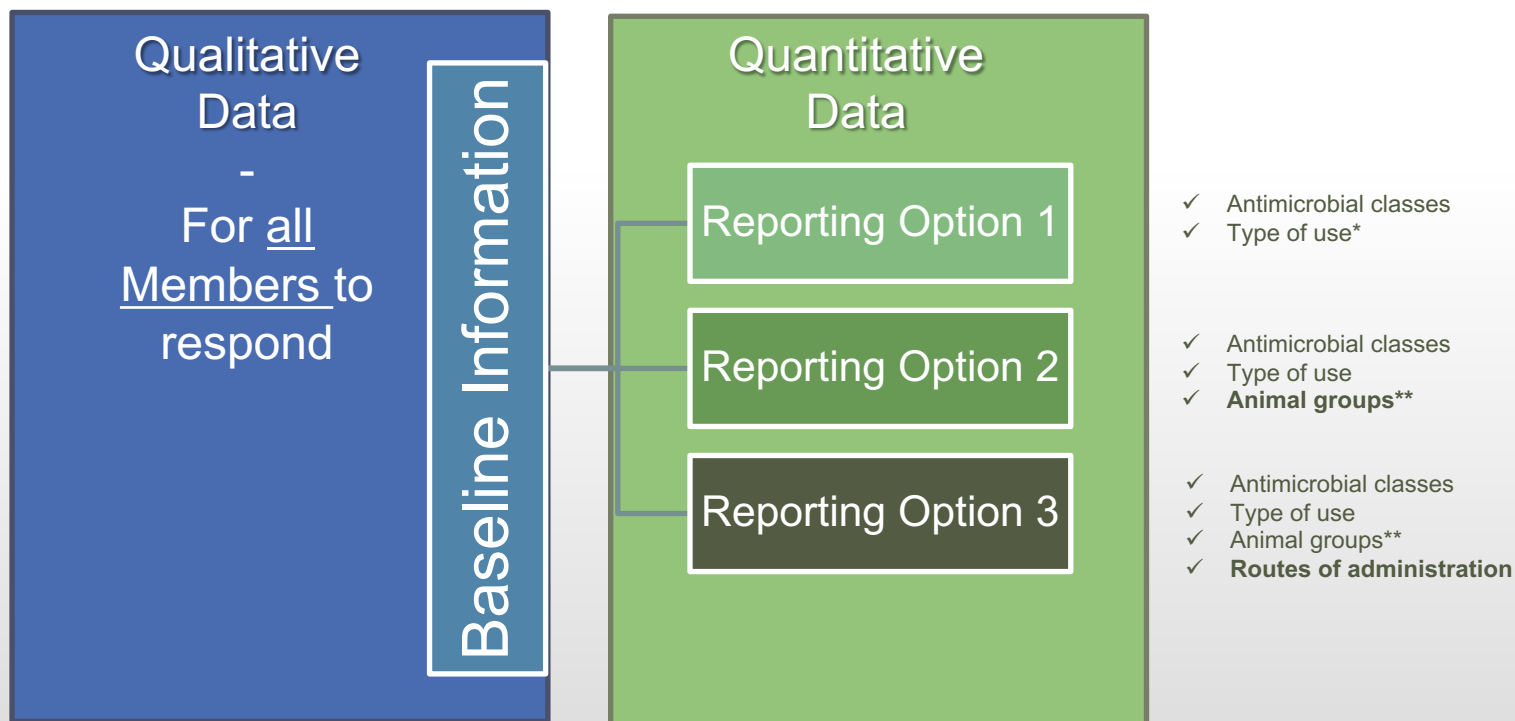 Qualitative
Data
-
For all
Members to
respond
Baseline Information
Quantitative
Data
Reporting Option 1
Reporting Option 2
Reporting Option 3
✓ Antimicrobial classes
✓ Type of use*
✓ Antimicrobial classes
✓ Type of use
✓ Animal groups**
✓ Antimicrobial classes
✓ Type of use
✓ Animal groups**
✓ Routes of administration